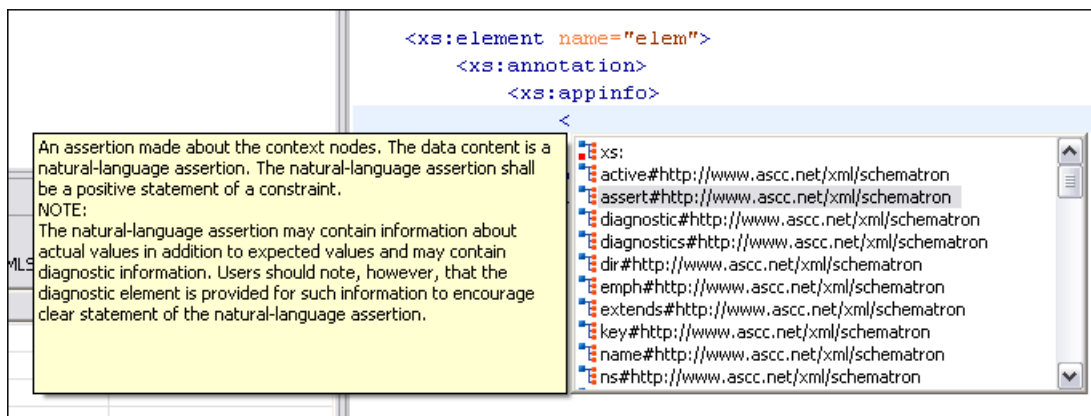 <xs:element name="elem">
<xs:annotation>
<xs:appinfo>
<
An assertion made about the context nodes. The data content is a
natural-language assertion. The natural-language assertion shall
be a positive statement of a constraint.
NOTE:
The natural-language assertion may contain information about
actual values in addition to expected values and may contain
diagnostic information. Users should note, however, that the
diagnostic element is provided for such information to encourage
clear statement of the natural-language assertion.
xs:
active#http://www.ascc.net/xml/schematron
assert#http://www.ascc.net/xml/schematron
diagnostic#http://www.ascc.net/xml/schematron
diagnostics#http://www.ascc.net/xml/schematron
dir#http://www.ascc.net/xml/schematron
emph#http://www.ascc.net/xml/schematron
extends#http://www.ascc.net/xml/schematron
key#http://www.ascc.net/xml/schematron
name#http://www.ascc.net/xml/schematron
ns#http://www.ascc.net/xml/schematron